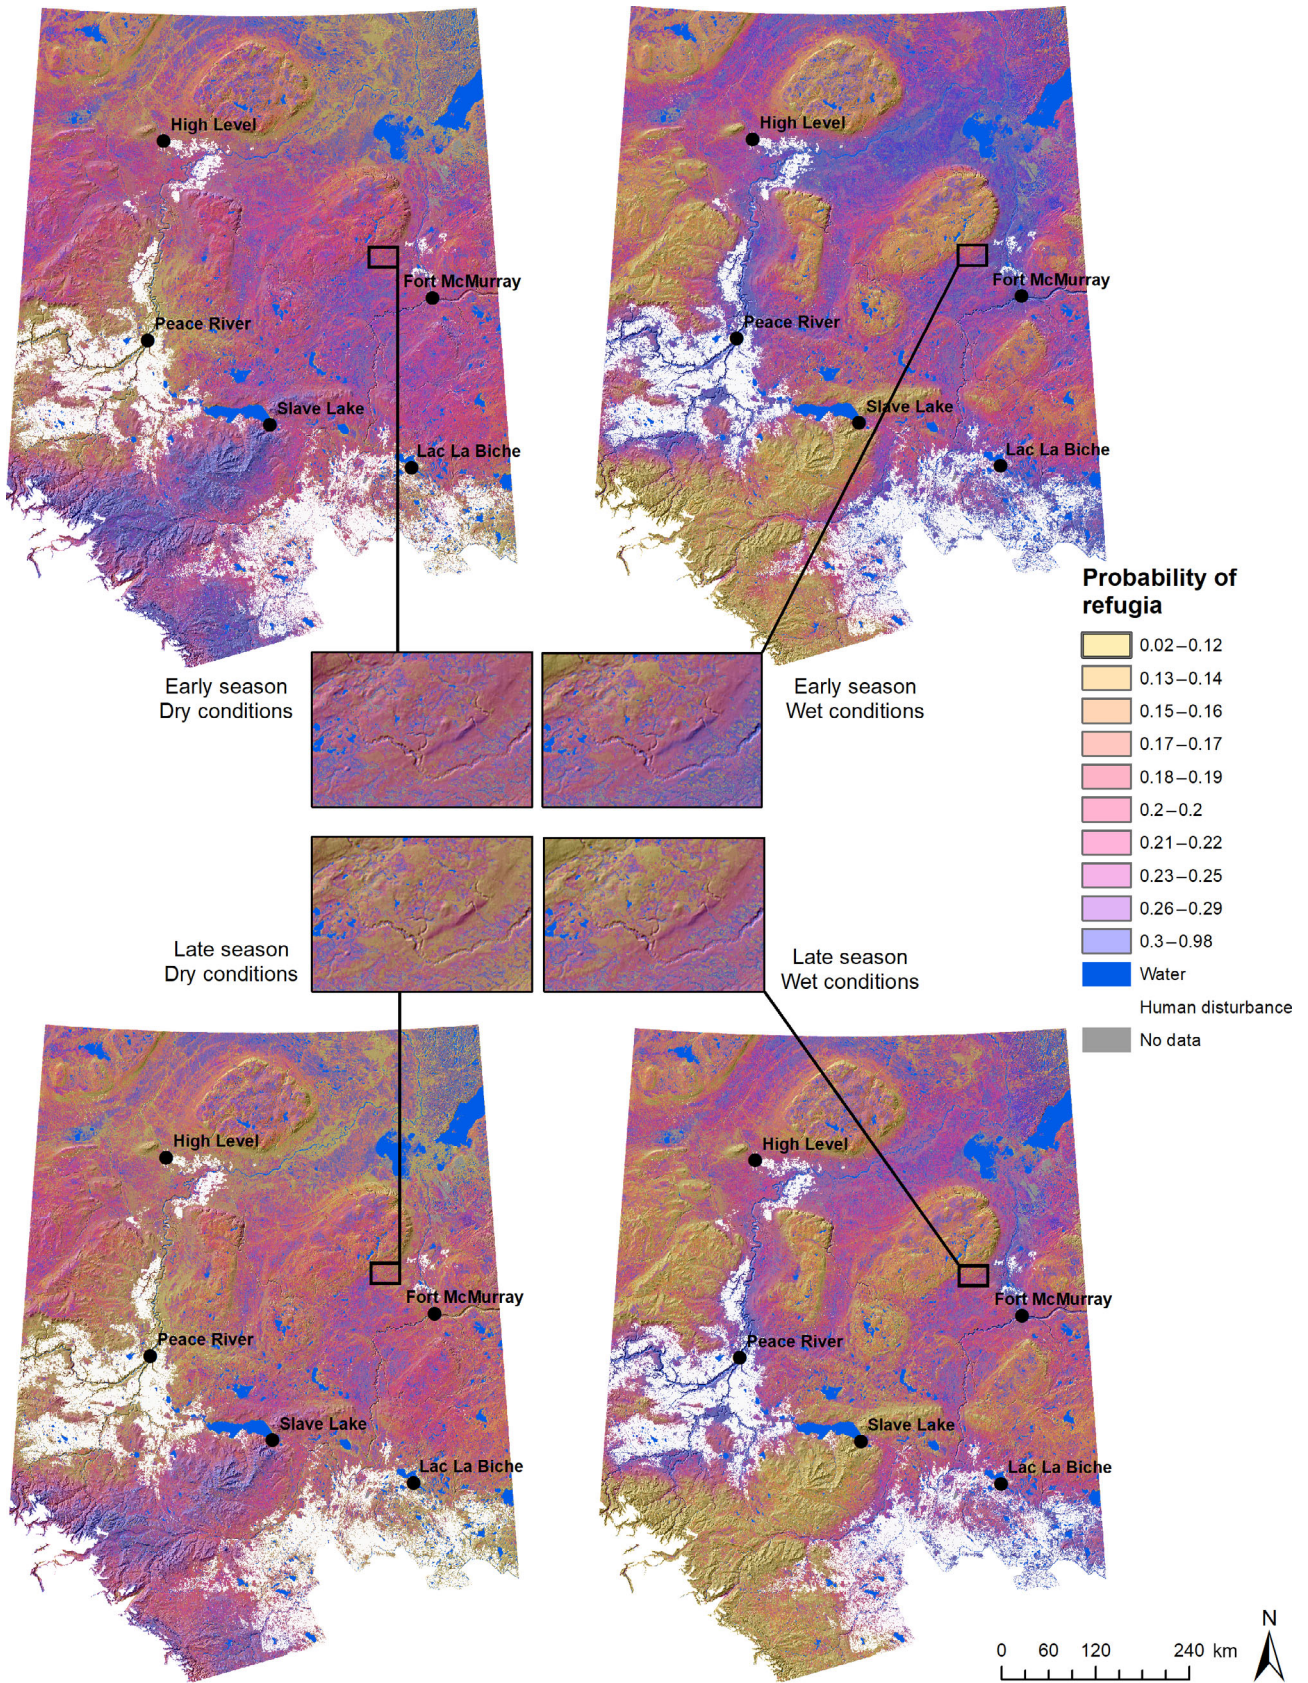 High Level
Fort McMurray
Peace River
Slave Lake
Lac La Biche
High Level
Fort McMurray
Peace River
Slave Lake
Lac La Biche
Probability of
refugia
0.02–0.12
0.13–0.14
0.15–0.16
0.17–0.17
0.18–0.19
0.2–0.2
0.21–0.22
0.23–0.25
0.26–0.29
0.3–0.98
Water
Human disturbance
No data
Early season
Dry conditions
Early season
Wet conditions
Late season
Dry conditions
Late season
Wet conditions
High Level
Fort McMurray
Peace River
Slave Lake
Lac La Biche
High Level
Fort McMurray
Peace River
Slave Lake
Lac La Biche
0 60 120 240 km
N